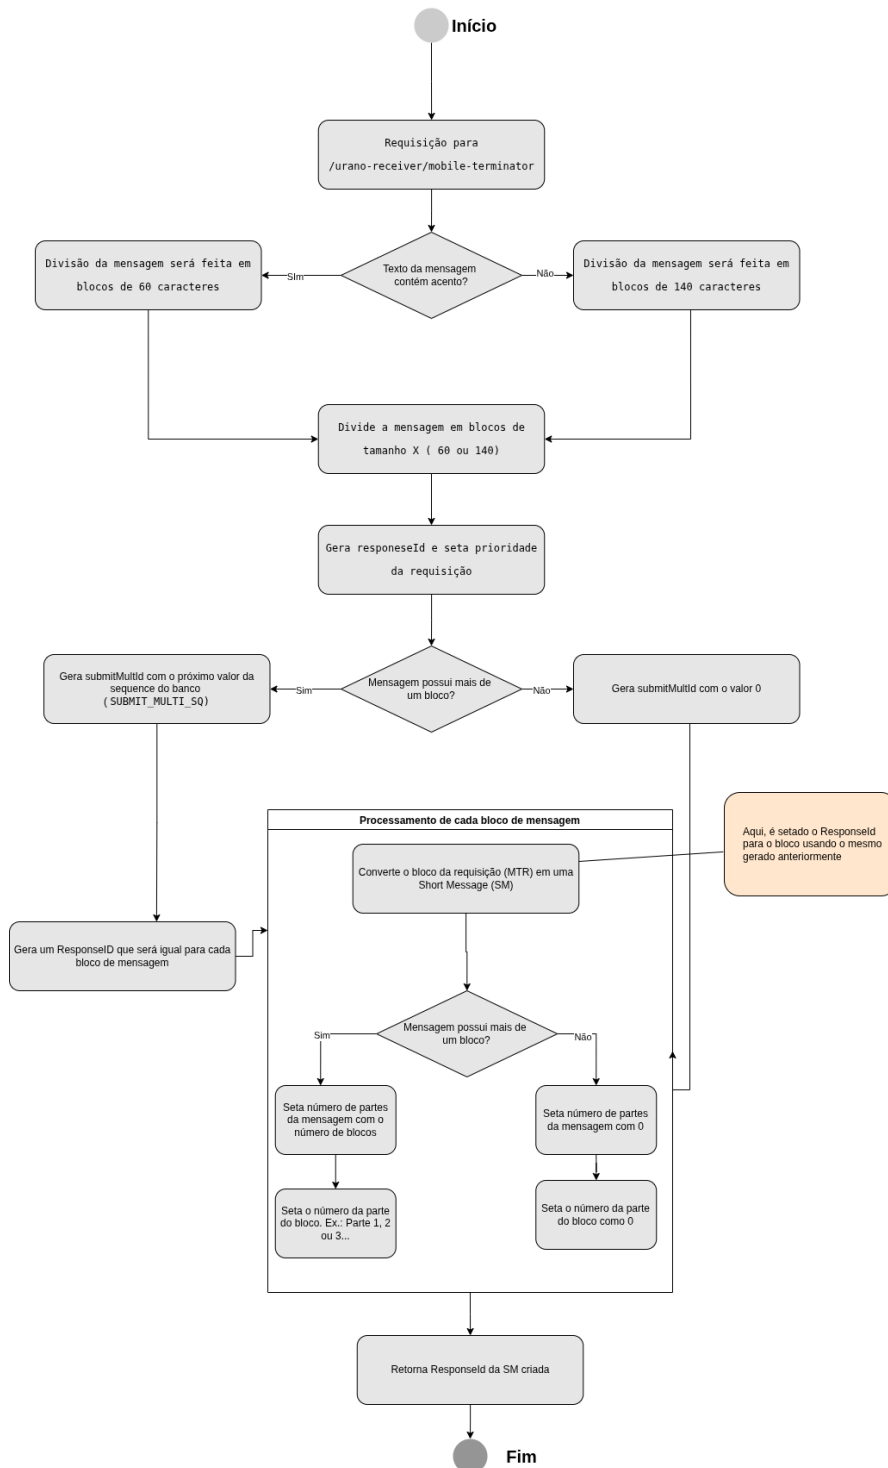 Início
Requisição para
/urano-receiver/mobile-terminator
Texto da mensagem
contém acento?
SIm
Não
Divisão da mensagem será feita em
blocos de 60 caracteres
Divisão da mensagem será feita em
blocos de 140 caracteres
Divide a mensagem em blocos de
tamanho X ( 60 ou 140)
Gera responeseId e seta prioridade
da requisição
Mensagem possui mais de
um bloco?
Sim
Não
Gera submitMultId com o próximo valor da
sequence do banco
(SUBMIT_MULTI_SQ)
Gera submitMultId com o valor 0
Gera um ResponseID que será igual para cada
bloco de mensagem
Processamento de cada bloco de mensagem
Converte o bloco da requisição (MTR) em uma
Short Message (SM)
Aqui, é setado o ResponseId
para o bloco usando o mesmo
gerado anteriormente
Mensagem possui mais de
um bloco?
Sim
Não
Seta número de partes
da mensagem com o
número de blocos
Seta número de partes
da mensagem com 0
Seta o número da parte
do bloco. Ex.: Parte 1, 2
ou 3...
Seta o número da parte
do bloco como 0
Retorna ResponseId da SM criada
Fim